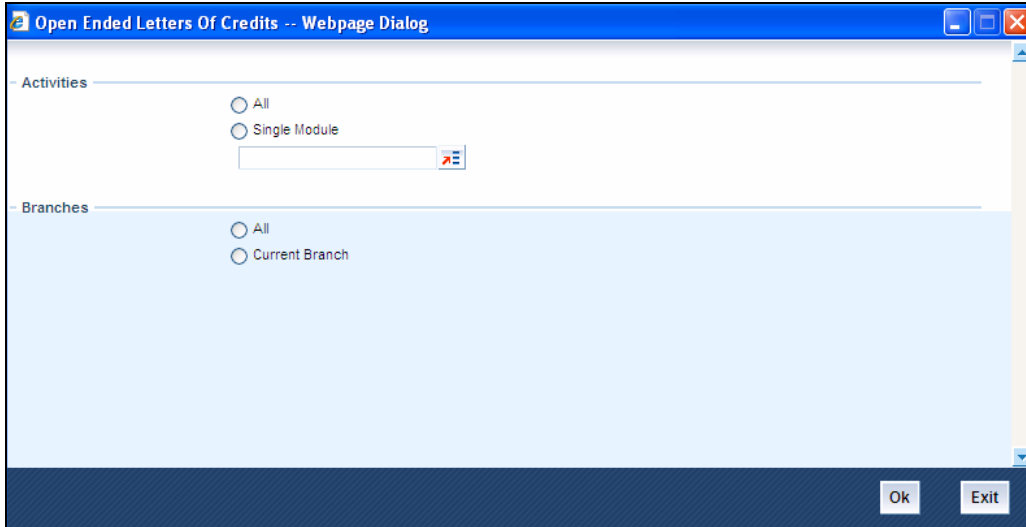 Open Ended Letters Of Credits -- Webpage Dialog
Activities
All
Single Module
Branches
All
Current Branch
Ok Exit